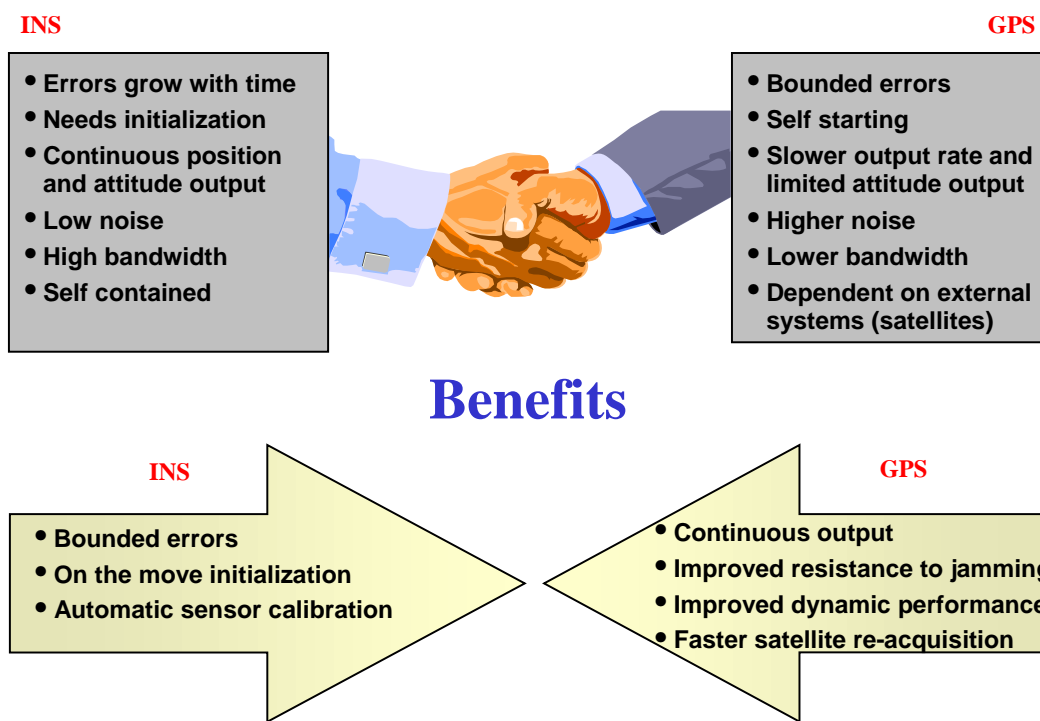 INS
GPS
• Errors grow with time
• Needs initialization
• Continuous position
and attitude output
• Low noise
• High bandwidth
• Self contained
• Bounded errors
• Self starting
• Slower output rate and
limited attitude output
• Higher noise
• Lower bandwidth
• Dependent on external
systems (satellites)
Benefits
INS
GPS
• Bounded errors
• On the move initialization
• Automatic sensor calibration
• Continuous output
• Improved resistance to jamming
• Improved dynamic performance
• Faster satellite re-acquisition